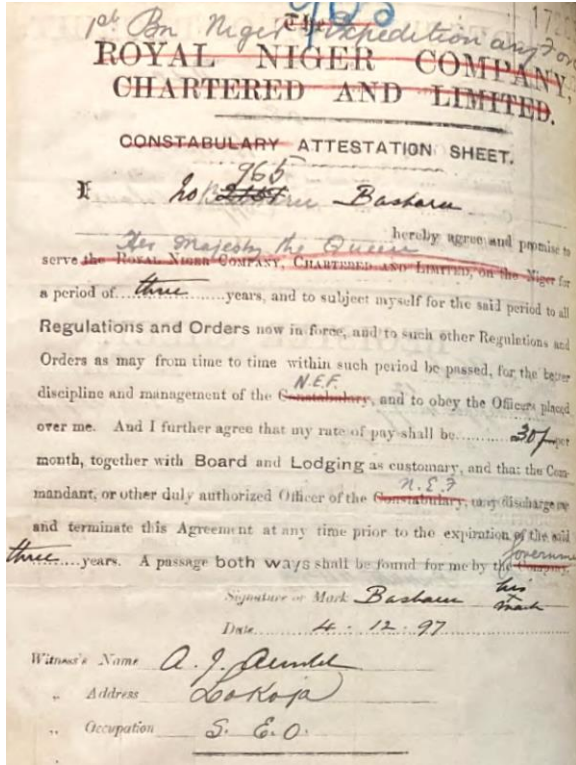 1720
1st Bn Niger Expeditionary For
The
ROYAL NIGER COMPANY,
CHARTERED AND LIMITED.
CONSTABULARY ATTESTATION SHEET.
965
I No Basharu
hereby agree and promise to
Her Majesty the Queen
serve the ROYAL NIGER COMPANY, CHARTERED AND LIMITED, on the Niger for
a period of three years, and to subject myself for the said period to all
Regulations and Orders now in force, and to such other Regulations and
Orders as may from time to time within such period be passed, for the better
N.E.F.
discipline and management of the Constabulary, and to obey the Officers placed
over me. And I further agree that my rate of pay shall be 30/ per
month, together with Board and Lodging as customary, and that the Com-
N.E.F
mandant, or other duly authorized Officer of the Constabulary, may discharge me
and terminate this Agreement at any time prior to the expiration of the said
Governme
three years. A passage both ways shall be found for me by the Company.
Signature or Mark Basharu his x mark
Date 4. 12. 97
Witness's Name A. J.
„ Address Lokoja
„ Occupation S. E. O.